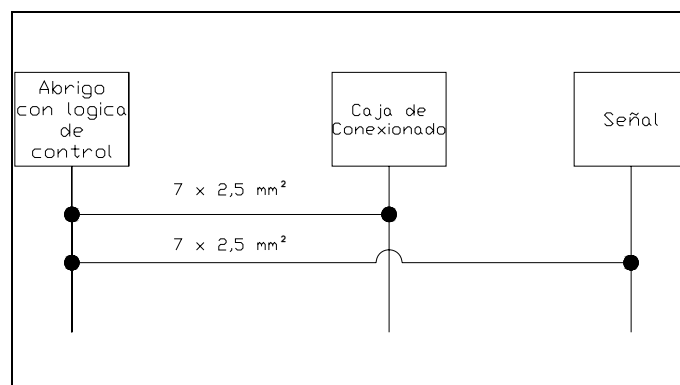 Abrigo
con logica
de
control
Caja de
Conexionado
Señal
7 x 2,5 mm²
7 x 2,5 mm²